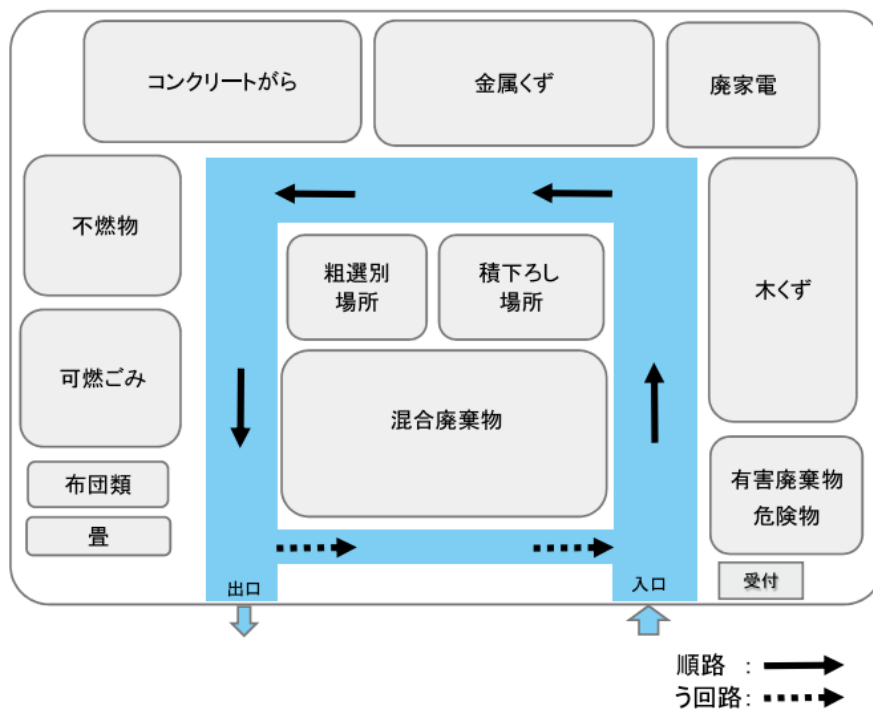 コンクリートがら
金属くず
廃家電
不燃物
粗選別
場所
積下ろし
場所
木くず
可燃ごみ
混合廃棄物
布団類
有害廃棄物
危険物
畳
出口
入口
受付
順路 :
う回路: